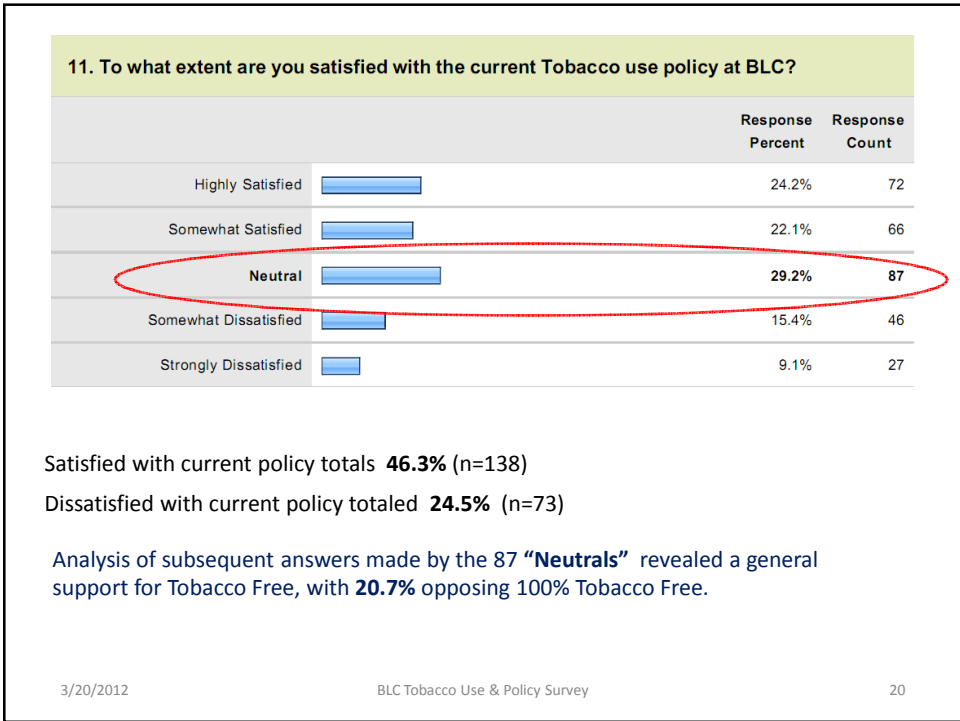 11. To what extent are you satisfied with the current Tobacco use policy at BLC?
Response Response
Percent Count
Highly Satisfied 24.2% 72
Somewhat Satisfied 22.1% 66
Neutral 29.2% 87
Somewhat Dissatisfied 15.4% 46
Strongly Dissatisfied 9.1% 27
Satisfied with current policy totals 46.3% (n=138)
Dissatisfied with current policy totaled 24.5% (n=73)
Analysis of subsequent answers made by the 87 “Neutrals” revealed a general
support for Tobacco Free, with 20.7% opposing 100% Tobacco Free.
3/20/2012 BLC Tobacco Use & Policy Survey 20